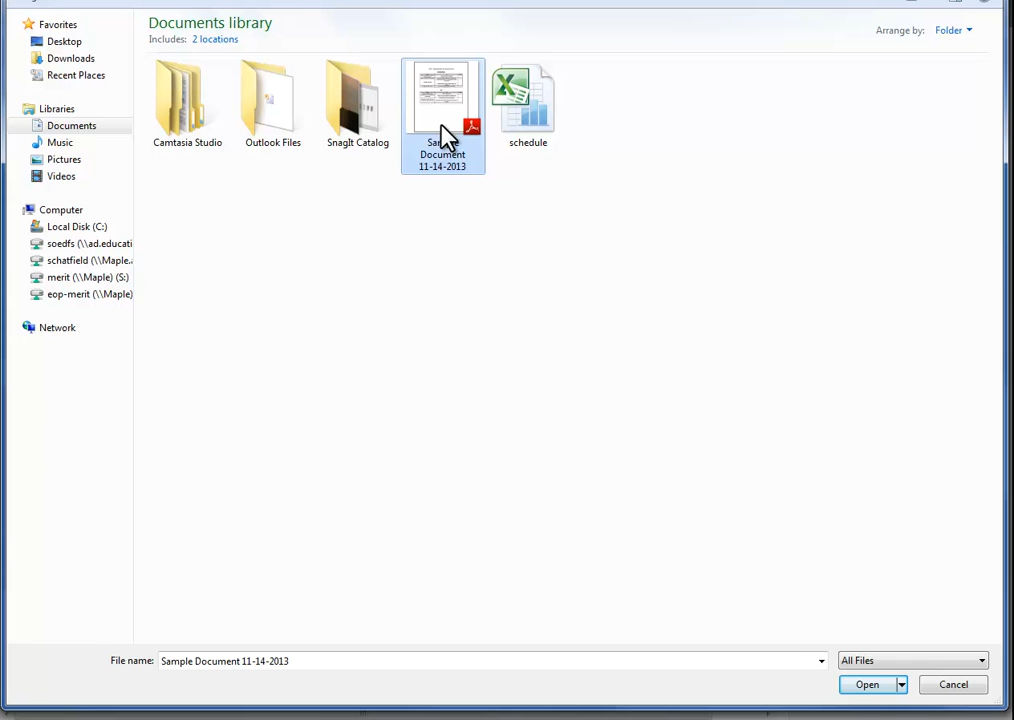 Favorites
Desktop
Downloads
Recent Places
Libraries
Documents
Music
Pictures
Videos
Computer
Local Disk (C:)
soedfs (\\ad.educati
schatfield (\\Maple.
merit (\\Maple) (S:)
eop-merit (\\Maple)
Network
Documents library
Includes: 2 locations
Arrange by: Folder
Camtasia Studio
Outlook Files
SnagIt Catalog
Document
11-14-2013
schedule
File name: Sample Document 11-14-2013
All Files
Open
Cancel